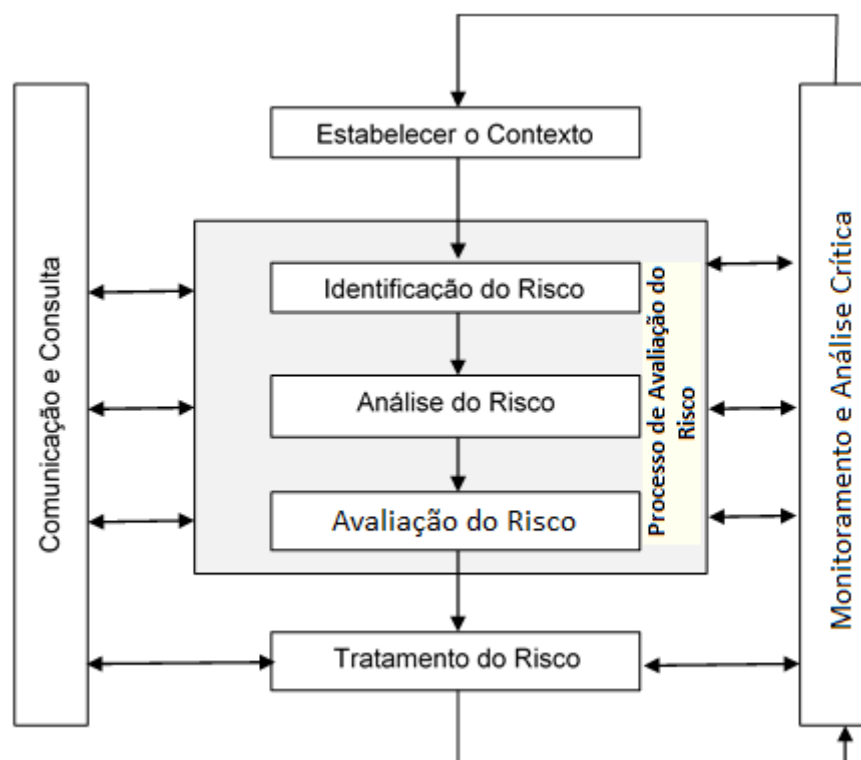 Estabelecer o Contexto
Comunicação e Consulta
Identificação do Risco
Análise do Risco
Avaliação do Risco
Processo de Avaliação do
Risco
Monitoramento e Análise Crítica
Tratamento do Risco